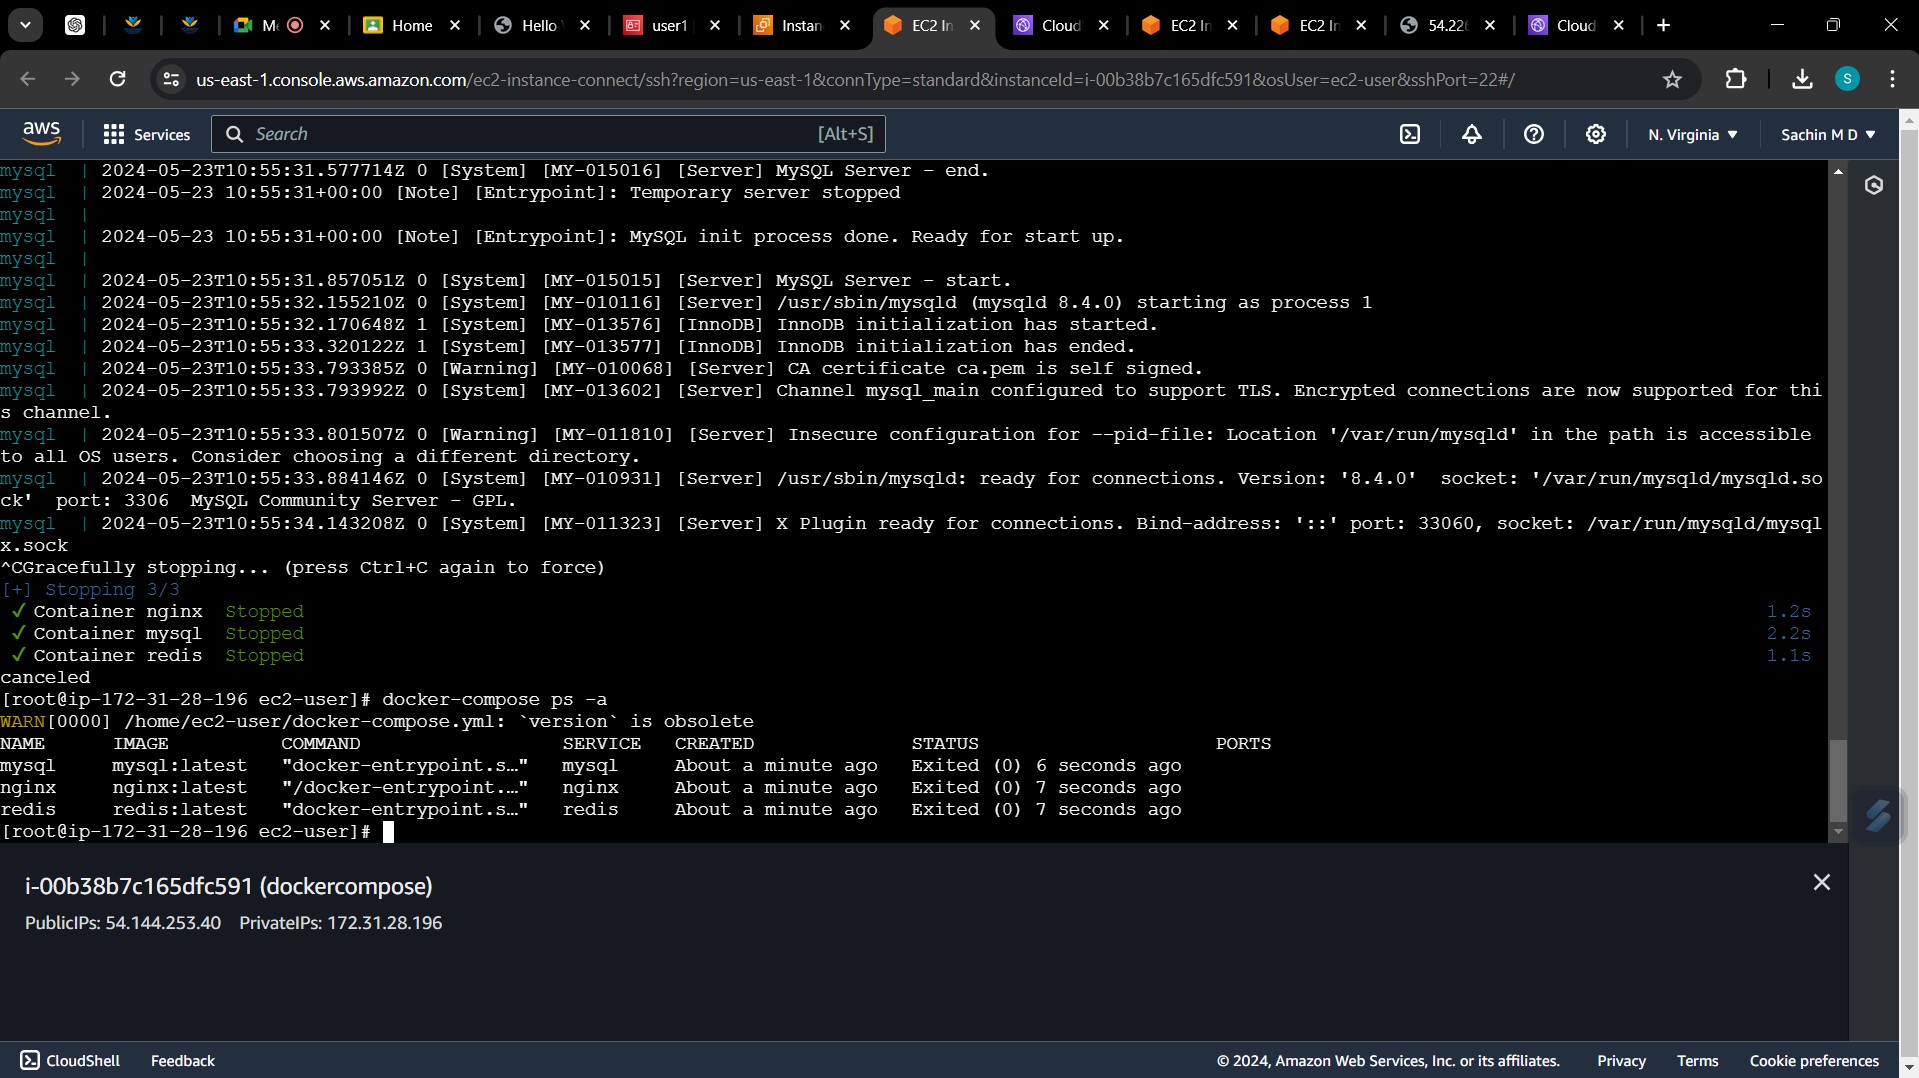 Me
Home
Hello
user1
Instan
EC2 In
Cloud
EC2 In
EC2 In
54.22
Cloud
us-east-1.console.aws.amazon.com/ec2-instance-connect/ssh?region=us-east-1&connType=standard&instanceId=i-00b38b7c165dfc591&osUser=ec2-user&sshPort=22#/
S
aws
Services
Search
[Alt+S]
N. Virginia
Sachin M D
mysql | 2024-05-23T10:55:31.577714Z 0 [System] [MY-015016] [Server] MySQL Server - end.
mysql | 2024-05-23 10:55:31+00:00 [Note] [Entrypoint]: Temporary server stopped
mysql |
mysql | 2024-05-23 10:55:31+00:00 [Note] [Entrypoint]: MySQL init process done. Ready for start up.
mysql |
mysql | 2024-05-23T10:55:31.857051Z 0 [System] [MY-015015] [Server] MySQL Server - start.
mysql | 2024-05-23T10:55:32.155210Z 0 [System] [MY-010116] [Server] /usr/sbin/mysqld (mysqld 8.4.0) starting as process 1
mysql | 2024-05-23T10:55:32.170648Z 1 [System] [MY-013576] [InnoDB] InnoDB initialization has started.
mysql | 2024-05-23T10:55:33.320122Z 1 [System] [MY-013577] [InnoDB] InnoDB initialization has ended.
mysql | 2024-05-23T10:55:33.793385Z 0 [Warning] [MY-010068] [Server] CA certificate ca.pem is self signed.
mysql | 2024-05-23T10:55:33.793992Z 0 [System] [MY-013602] [Server] Channel mysql_main configured to support TLS. Encrypted connections are now supported for thi
s channel.
mysql | 2024-05-23T10:55:33.801507Z 0 [Warning] [MY-011810] [Server] Insecure configuration for --pid-file: Location '/var/run/mysqld' in the path is accessible
to all OS users. Consider choosing a different directory.
mysql | 2024-05-23T10:55:33.884146Z 0 [System] [MY-010931] [Server] /usr/sbin/mysqld: ready for connections. Version: '8.4.0' socket: '/var/run/mysqld/mysqld.so
ck' port: 3306 MySQL Community Server - GPL.
mysql | 2024-05-23T10:55:34.143208Z 0 [System] [MY-011323] [Server] X Plugin ready for connections. Bind-address: '::' port: 33060, socket: /var/run/mysqld/mysql
x.sock
^CGracefully stopping... (press Ctrl+C again to force)
[+] Stopping 3/3
✓ Container nginx Stopped 1.2s
✓ Container mysql Stopped 2.2s
✓ Container redis Stopped 1.1s
canceled
[root@ip-172-31-28-196 ec2-user]# docker-compose ps -a
WARN[0000] /home/ec2-user/docker-compose.yml: `version` is obsolete
NAME IMAGE COMMAND SERVICE CREATED STATUS PORTS
mysql mysql:latest "docker-entrypoint.s…" mysql About a minute ago Exited (0) 6 seconds ago
nginx nginx:latest "/docker-entrypoint.…" nginx About a minute ago Exited (0) 7 seconds ago
redis redis:latest "docker-entrypoint.s…" redis About a minute ago Exited (0) 7 seconds ago
[root@ip-172-31-28-196 ec2-user]#
i-00b38b7c165dfc591 (dockercompose)
PublicIPs: 54.144.253.40 PrivateIPs: 172.31.28.196
CloudShell Feedback © 2024, Amazon Web Services, Inc. or its affiliates. Privacy Terms Cookie preferences